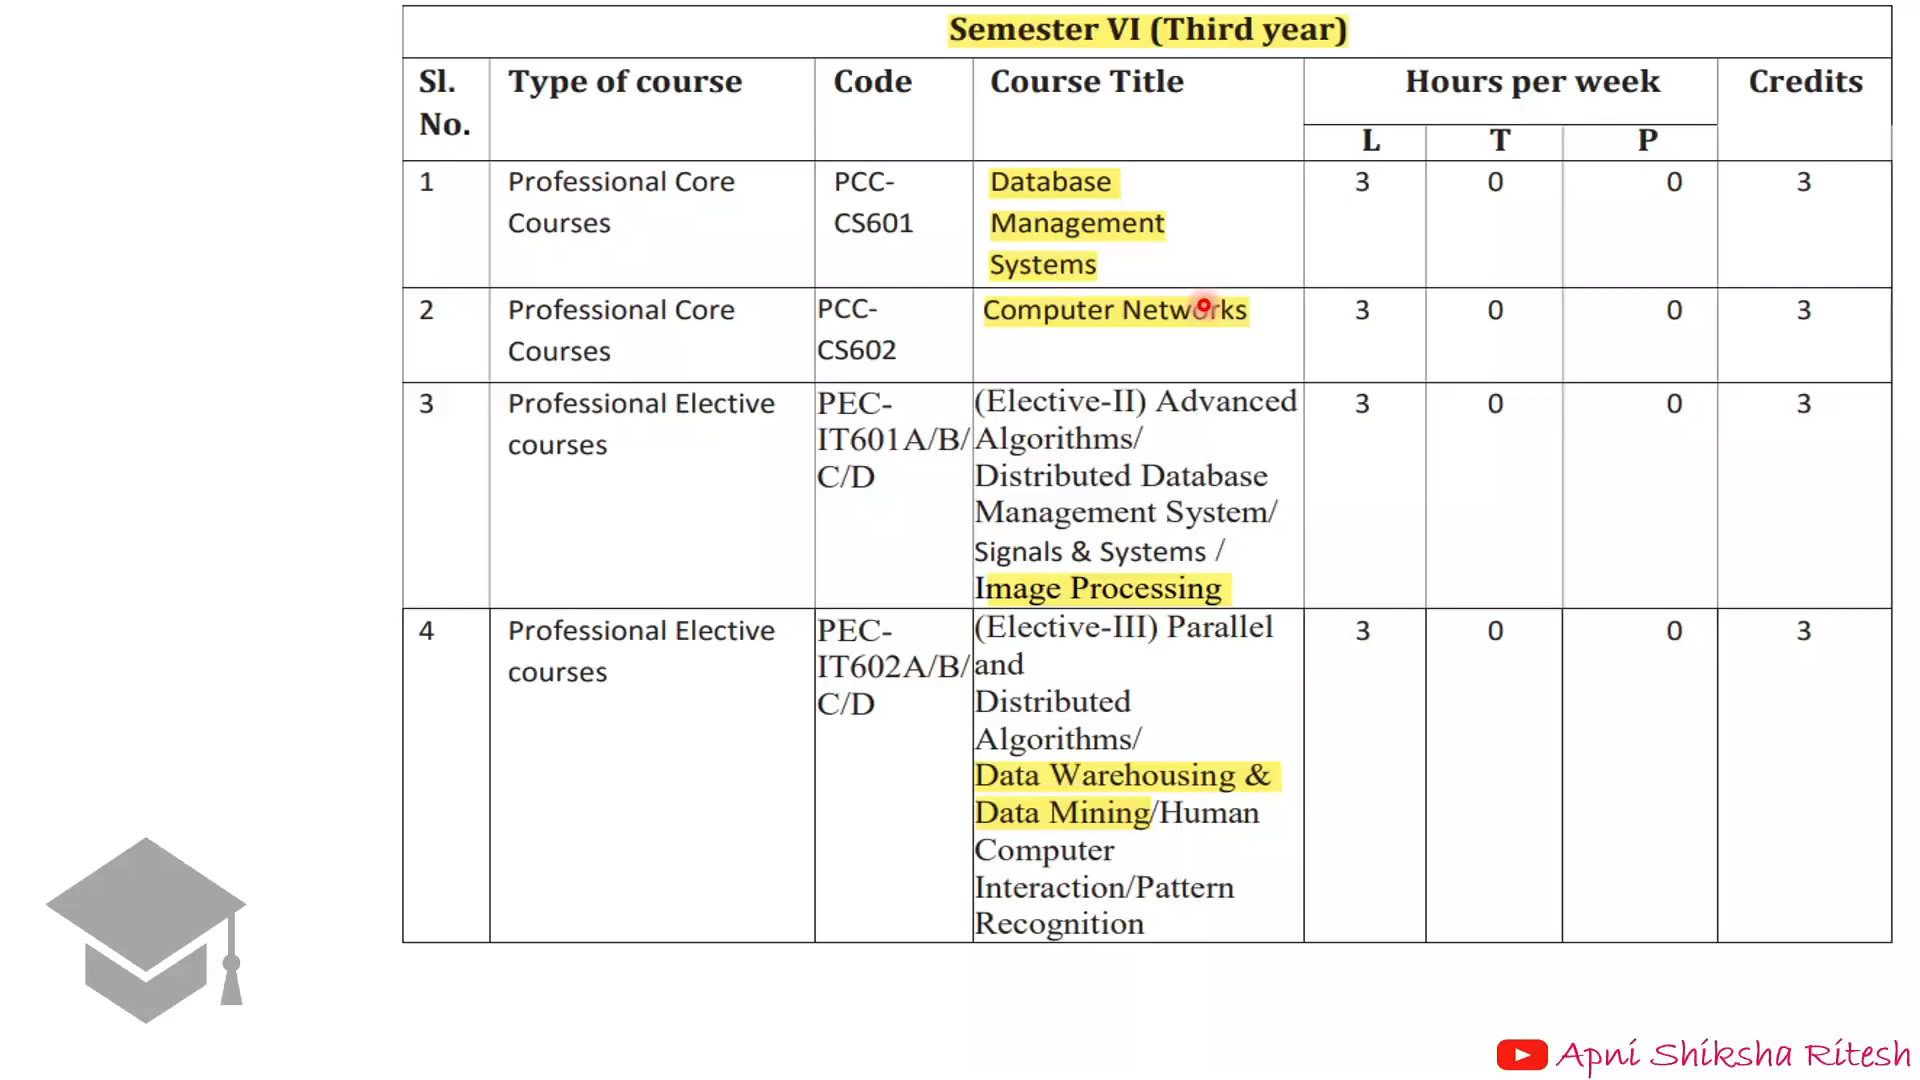 Semester VI (Third year)
Sl. No. Type of course Code Course Title Hours per week Credits
L T P
1 Professional Core Courses PCC-CS601 Database Management Systems 3 0 0 3
2 Professional Core Courses PCC-CS602 Computer Networks 3 0 0 3
3 Professional Elective courses PEC-IT601A/B/C/D (Elective-II) Advanced Algorithms/ Distributed Database Management System/ Signals & Systems / Image Processing 3 0 0 3
4 Professional Elective courses PEC-IT602A/B/C/D (Elective-III) Parallel and Distributed Algorithms/ Data Warehousing & Data Mining/Human Computer Interaction/Pattern Recognition 3 0 0 3
Apni Shiksha Ritesh